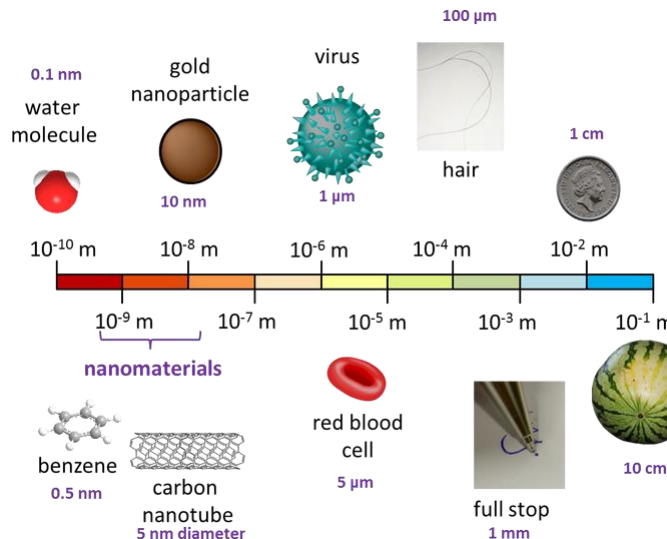 100 µm
virus
gold
nanoparticle
0.1 nm
water
molecule
1 cm
hair
10 nm
1 µm
10⁻¹⁰ m
10⁻⁸ m
10⁻⁶ m
10⁻⁴ m
10⁻² m
10⁻⁹ m
10⁻⁷ m
10⁻⁵ m
10⁻³ m
10⁻¹ m
nanomaterials
red blood
cell
benzene
0.5 nm
carbon
nanotube
5 nm diameter
5 µm
full stop
1 mm
10 cm